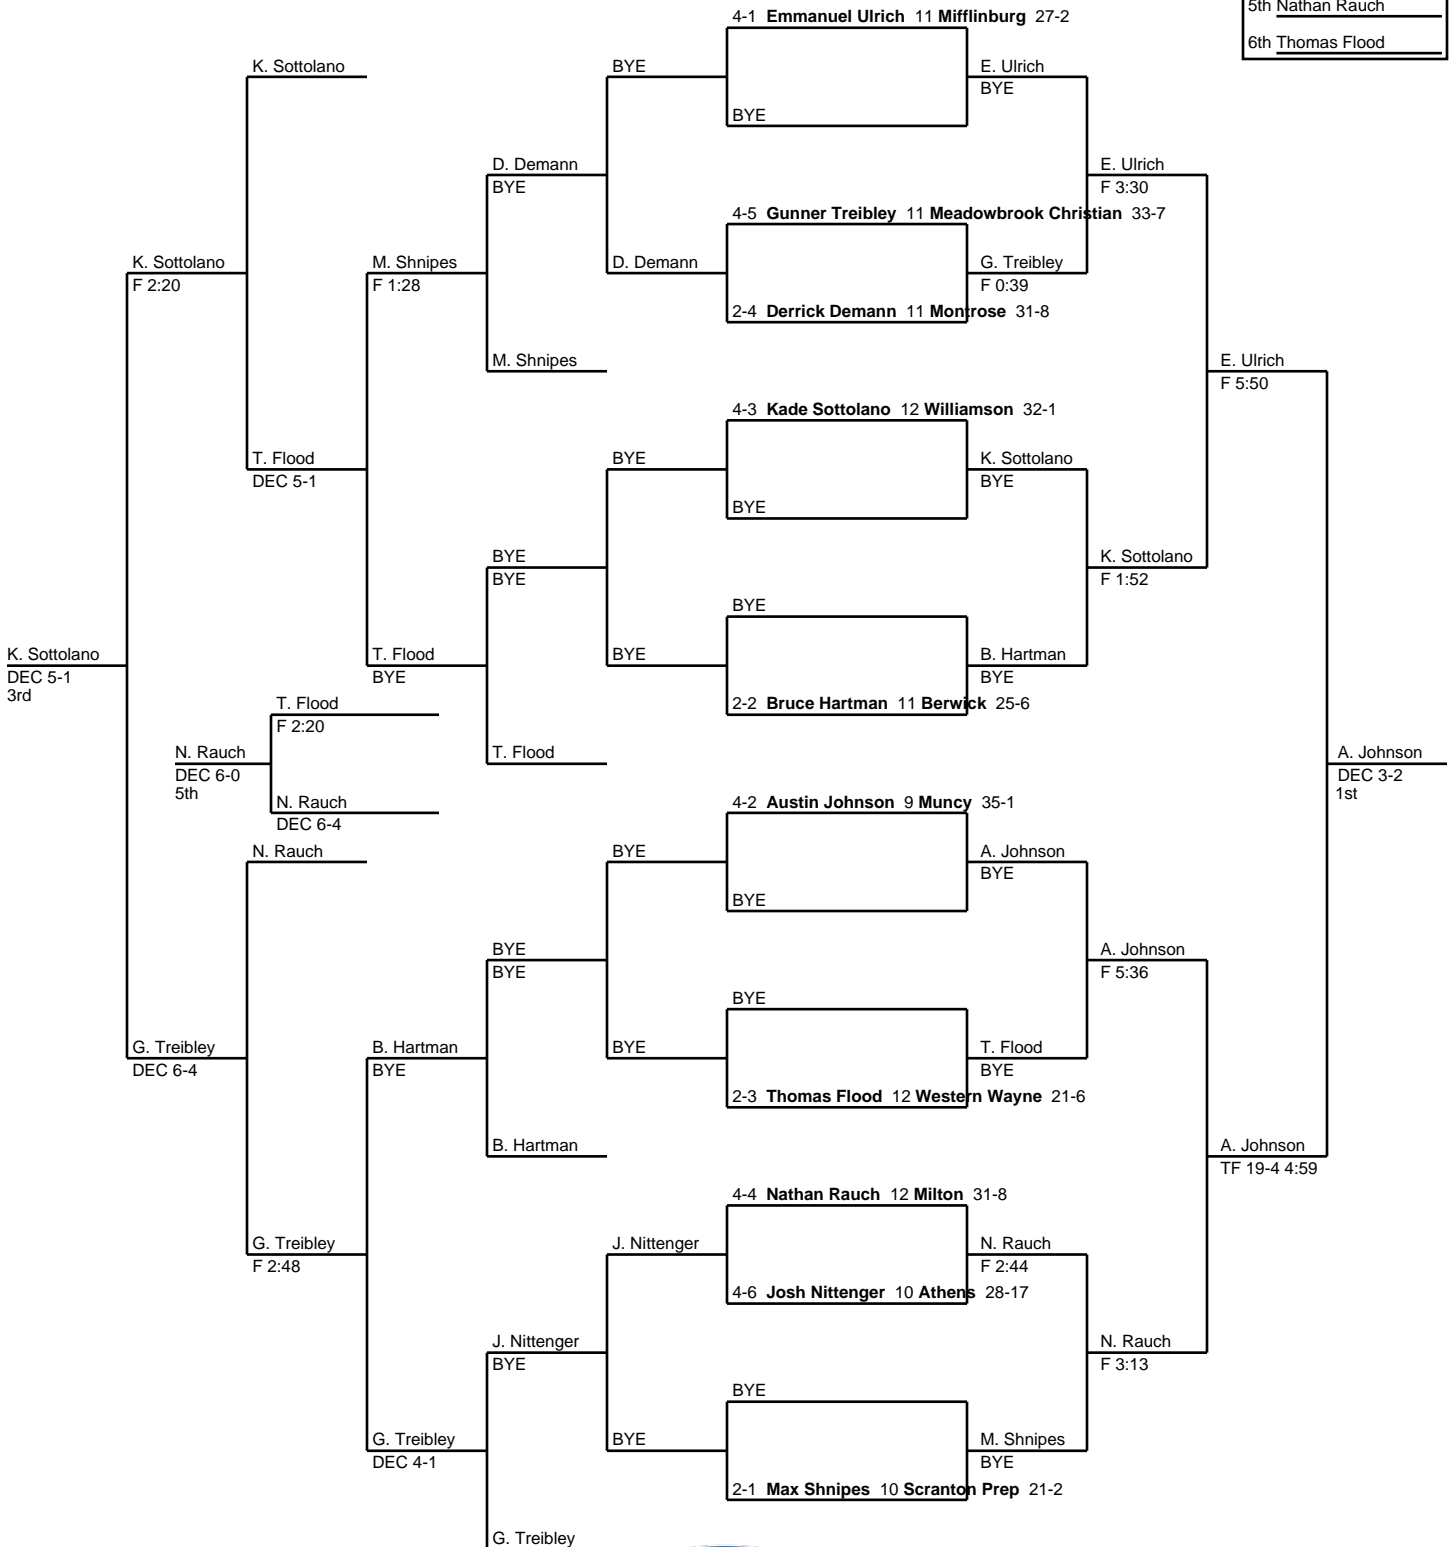 4-1 Emmanuel Ulrich 11 Mifflinburg 27-2
5th Nathan Rauch
6th Thomas Flood
K. Sottolano
BYE
E. Ulrich
BYE
BYE
D. Demann
BYE
E. Ulrich
F 3:30
4-5 Gunner Treibley 11 Meadowbrook Christian 33-7
K. Sottolano
F 2:20
M. Shnipes
F 1:28
D. Demann
G. Treibley
F 0:39
2-4 Derrick Demann 11 Montrose 31-8
M. Shnipes
E. Ulrich
F 5:50
4-3 Kade Sottolano 12 Williamson 32-1
T. Flood
DEC 5-1
BYE
K. Sottolano
BYE
BYE
BYE
BYE
K. Sottolano
F 1:52
BYE
K. Sottolano
DEC 5-1
3rd
T. Flood
BYE
BYE
B. Hartman
BYE
2-2 Bruce Hartman 11 Berwick 25-6
T. Flood
F 2:20
N. Rauch
DEC 6-0
5th
T. Flood
A. Johnson
DEC 3-2
1st
N. Rauch
DEC 6-4
4-2 Austin Johnson 9 Muncy 35-1
N. Rauch
BYE
A. Johnson
BYE
BYE
BYE
BYE
A. Johnson
F 5:36
BYE
G. Treibley
DEC 6-4
B. Hartman
BYE
BYE
T. Flood
BYE
2-3 Thomas Flood 12 Western Wayne 21-6
B. Hartman
A. Johnson
TF 19-4 4:59
4-4 Nathan Rauch 12 Milton 31-8
G. Treibley
F 2:48
J. Nittenger
N. Rauch
F 2:44
4-6 Josh Nittenger 10 Athens 28-17
J. Nittenger
BYE
N. Rauch
F 3:13
BYE
G. Treibley
DEC 4-1
BYE
M. Shnipes
BYE
2-1 Max Shnipes 10 Scranton Prep 21-2
G. Treibley